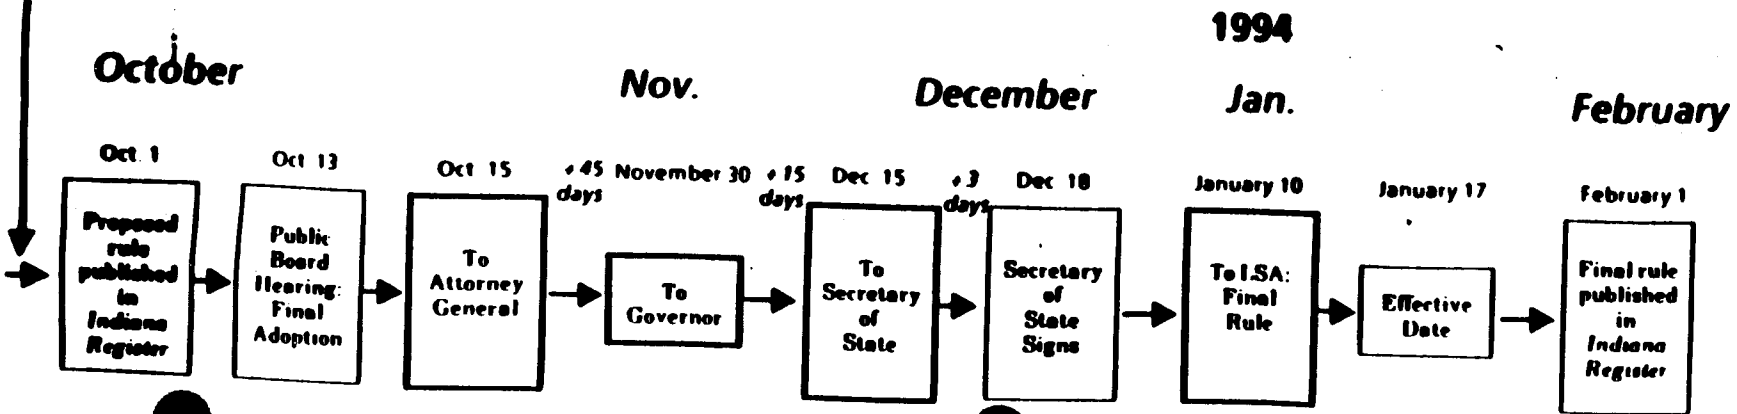 1994
October
Nov.
December
Jan.
February
Oct. 1
Oct 13
Oct 15
+45
days
November 30
+15
days
Dec 15
+3
days
Dec 18
January 10
January 17
February 1
Proposed
rule
published
in
Indiana
Register
Public
Board
Hearing:
Final
Adoption
To
Attorney
General
To
Governor
To
Secretary
of
State
Secretary
of
State
Signs
To LSA:
Final
Rule
Effective
Date
Final rule
published
in
Indiana
Register